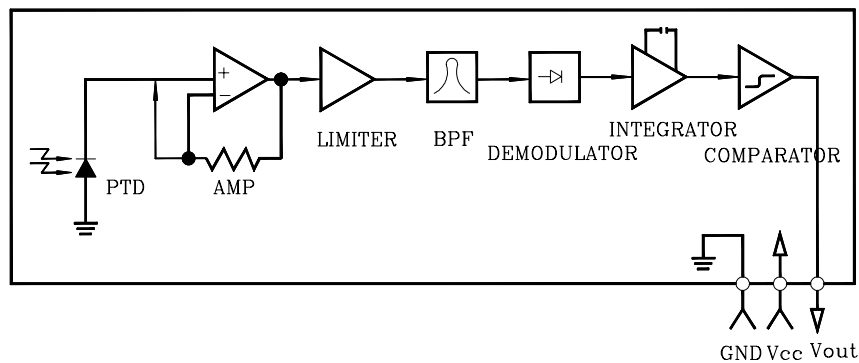 +
−
LIMITER
BPF
DEMODULATOR
INTEGRATOR
COMPARATOR
PTD
AMP
GND Vcc Vout